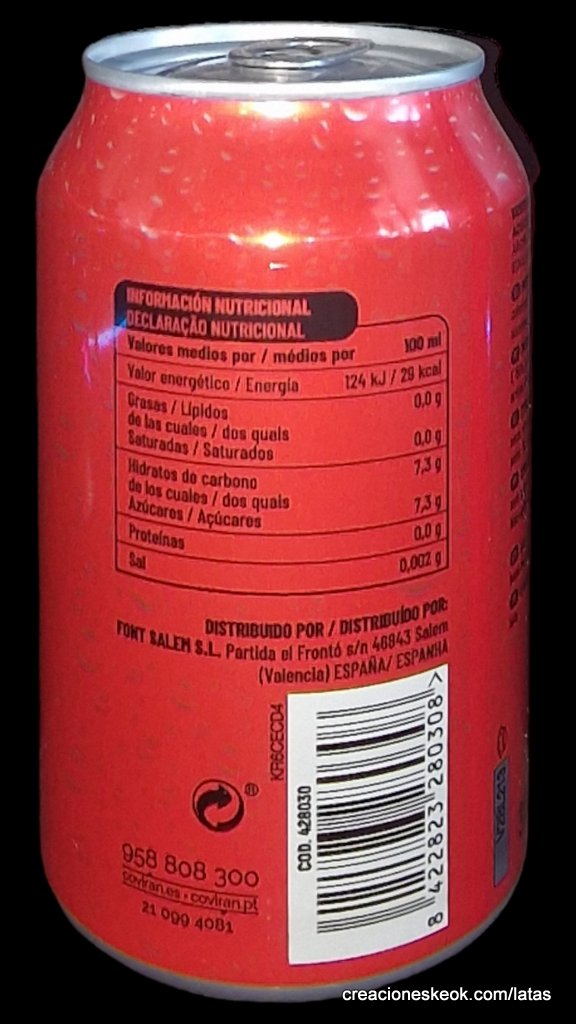 INFORMACIÓN NUTRICIONAL
DECLARAÇÃO NUTRICIONAL
Valores medios por / médios por 100 ml
Valor energético / Energia 124 kJ / 29 kcal
Grasas / Lípidos 0,0 g
de las cuales / dos quais
Saturadas / Saturados 0,0 g
Hidratos de carbono 7,3 g
de los cuales / dos quais
Azúcares / Açúcares 7,3 g
Proteínas 0,0 g
Sal 0,002 g
DISTRIBUIDO POR / DISTRIBUÍDO POR:
FONT SALEM S.L. Partida el Frontó s/n 46843 Salem
(Valencia) ESPAÑA/ ESPANHA
KR6CECD4
COD. 428030
8 422823 280308 >
®
958 808 300
covirán.es - covirán.pt
21 099 4081
creacioneskeok.com/latas